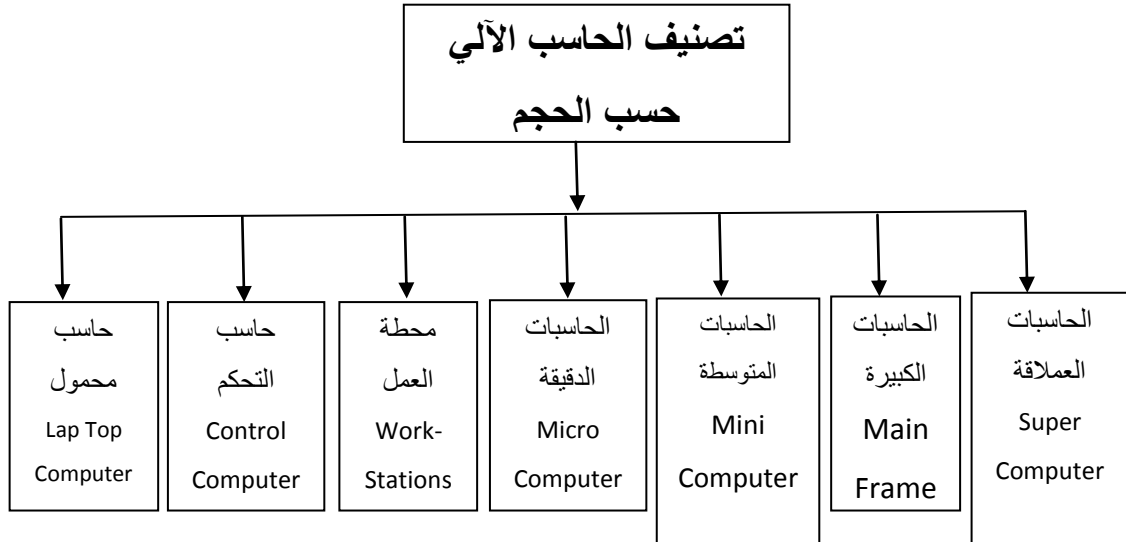 تصنيف الحاسب الآلي
حسب الحجم
الحاسبات
العملاقة
Super
Computer
الحاسبات
الكبيرة
Main
Frame
الحاسبات
المتوسطة
Mini
Computer
الحاسبات
الدقيقة
Micro
Computer
محطة
العمل
Work-
Stations
حاسب
التحكم
Control
Computer
حاسب
محمول
Lap Top
Computer